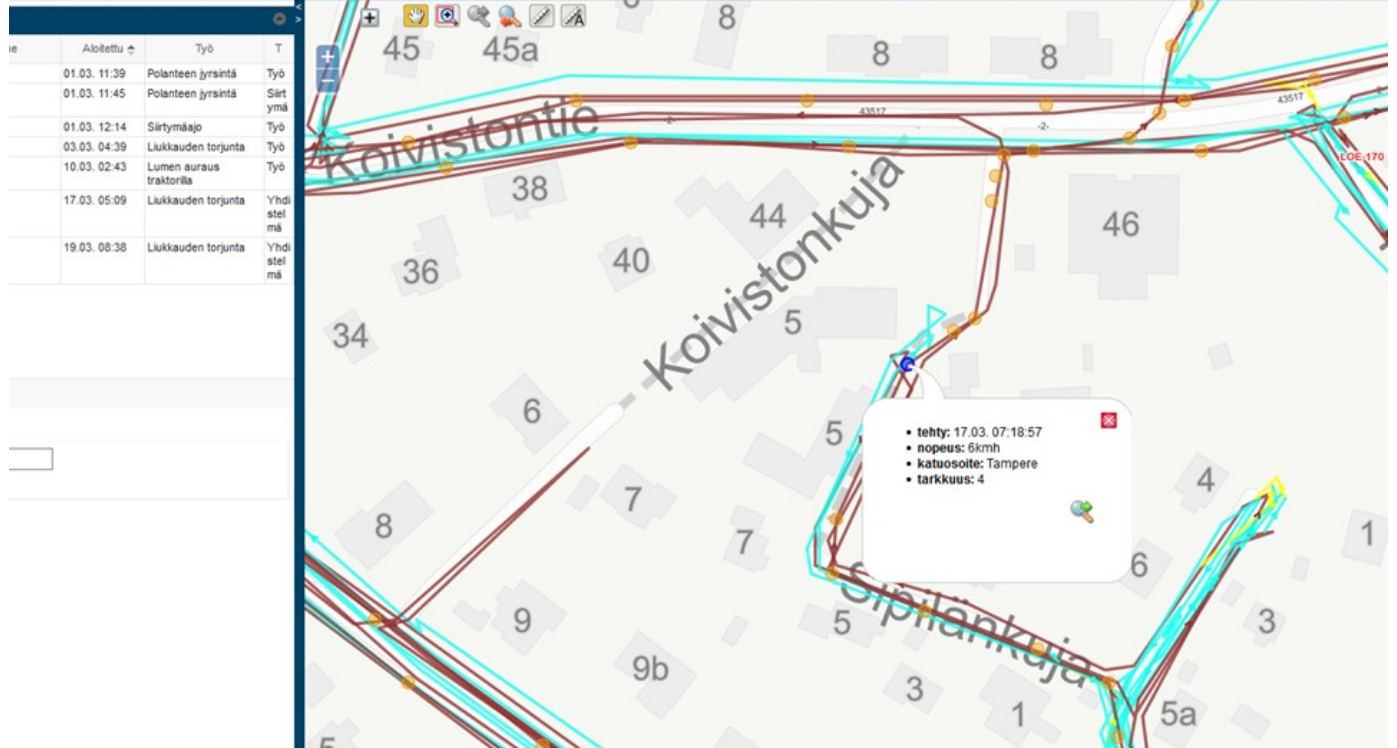 Aloitettu Työ T
01.03. 11:39 Polanteen jyrsintä Työ
01.03. 11:45 Polanteen jyrsintä Siirt
ymä
01.03. 12:14 Siirtymäajo Työ
03.03. 04:39 Liukkauden torjunta Työ
10.03. 02:43 Lumen auraus Työ
traktorilla
17.03. 05:09 Liukkauden torjunta Yhdi
stel
mä
19.03. 08:38 Liukkauden torjunta Yhdi
stel
mä
45
45a
8
8
8
43517
43517
-2-
-2-
Koivistontie
LOE 170
38
44
46
36
40
Koivistonkuja
34
5
6
5
• tehty: 17.03. 07:18:57
• nopeus: 6kmh
• katuosoite: Tampere
• tarkkuus: 4
4
7
8
7
1
6
Sipilänkuja
9
5
3
9b
3
1
5a
5